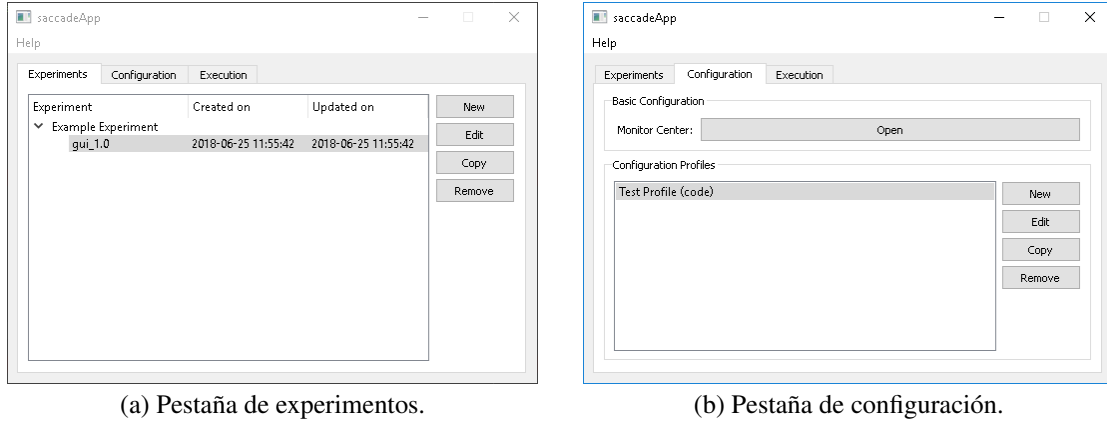 saccadeApp
Help
Experiments Configuration Execution
Experiment Created on Updated on
Example Experiment
gui_1.0 2018-06-25 11:55:42 2018-06-25 11:55:42
New
Edit
Copy
Remove
(a) Pestaña de experimentos.
saccadeApp
Help
Experiments Configuration Execution
Basic Configuration
Monitor Center: Open
Configuration Profiles
Test Profile (code)
New
Edit
Copy
Remove
(b) Pestaña de configuración.